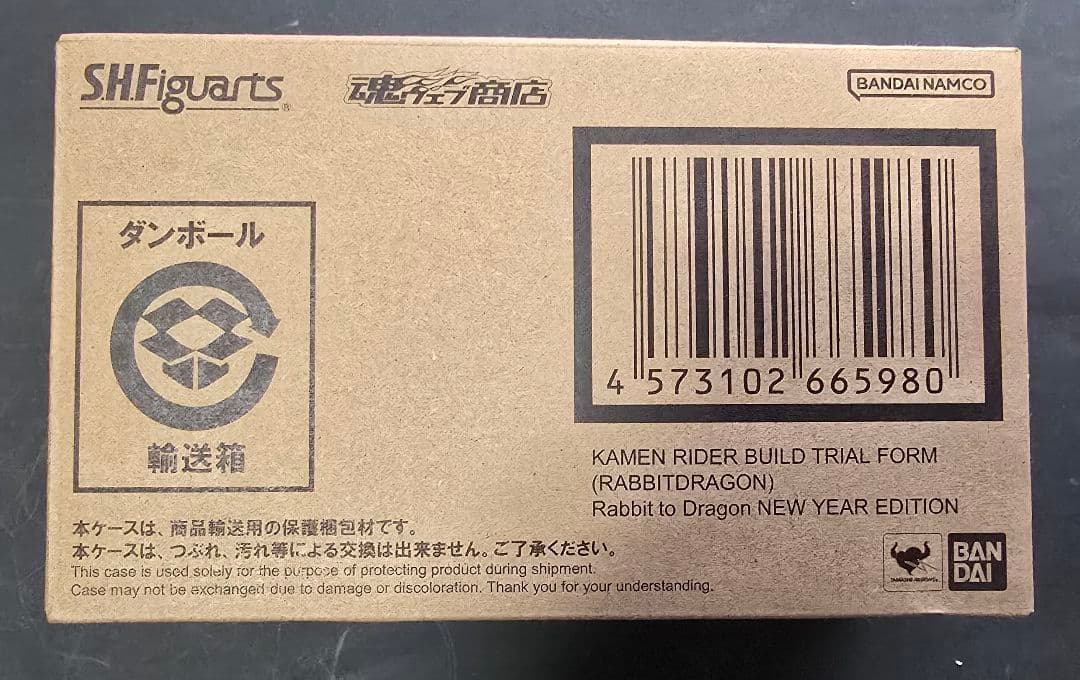 S.H.Figuarts®
魂ウェブ商店
BANDAI NAMCO
ダンボール
輸送箱
4 573102 665980
KAMEN RIDER BUILD TRIAL FORM
(RABBITDRAGON)
Rabbit to Dragon NEW YEAR EDITION
本ケースは、商品輸送用の保護梱包材です。
本ケースは、つぶれ、汚れ等による交換は出来ません。ご了承ください。
This case is used solely for the purpose of protecting product during shipment.
Case may not be exchanged due to damage or discoloration. Thank you for your understanding.
TAMASHII NATIONS
BAN
DAI